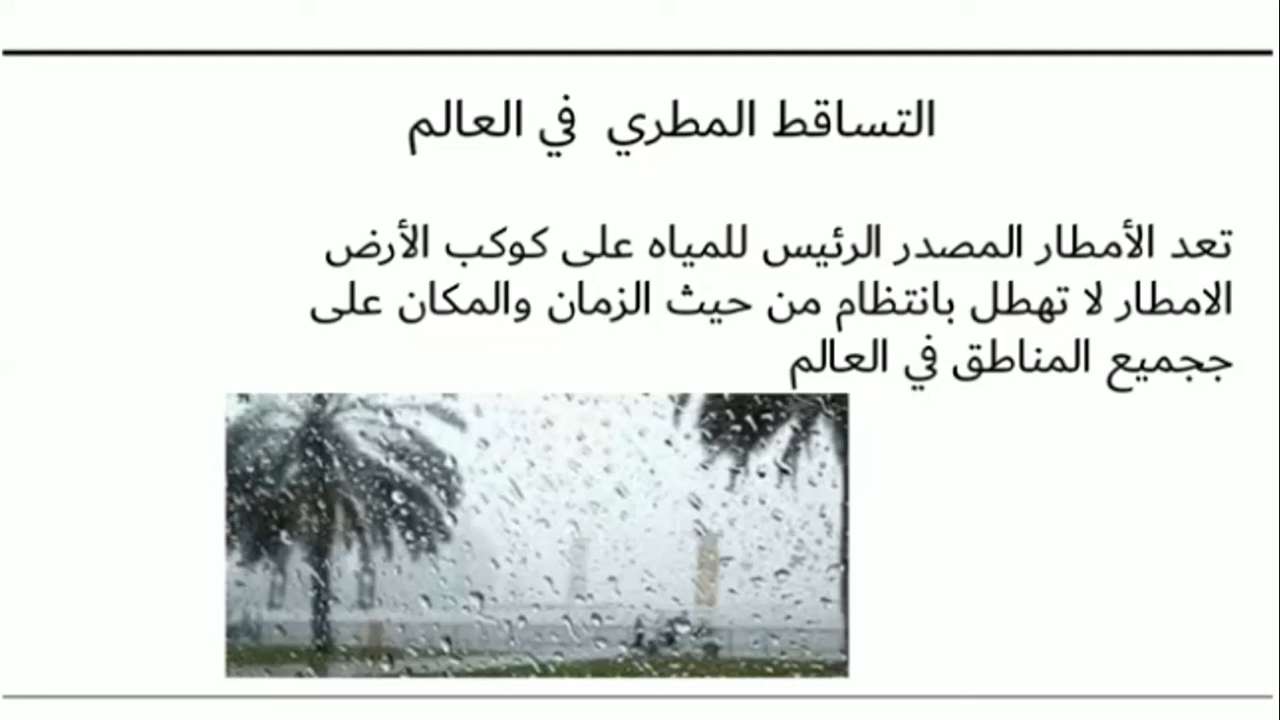 التساقط المطري في العالم
تعد الأمطار المصدر الرئيس للمياه على كوكب الأرض
الامطار لا تهطل بانتظام من حيث الزمان والمكان على
ججميع المناطق في العالم